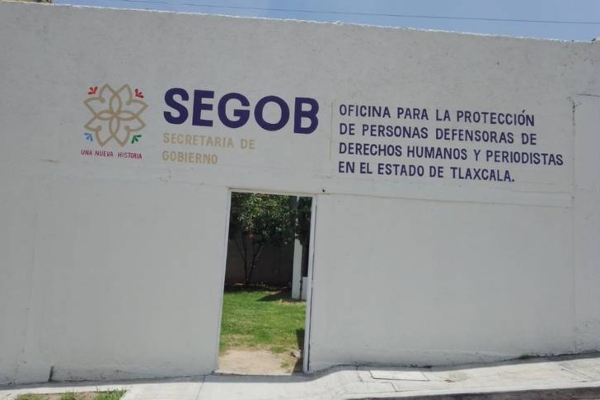 UNA NUEVA HISTORIA
SEGOB
SECRETARIA DE
GOBIERNO
OFICINA PARA LA PROTECCIÓN
DE PERSONAS DEFENSORAS DE
DERECHOS HUMANOS Y PERIODISTAS
EN EL ESTADO DE TLAXCALA.